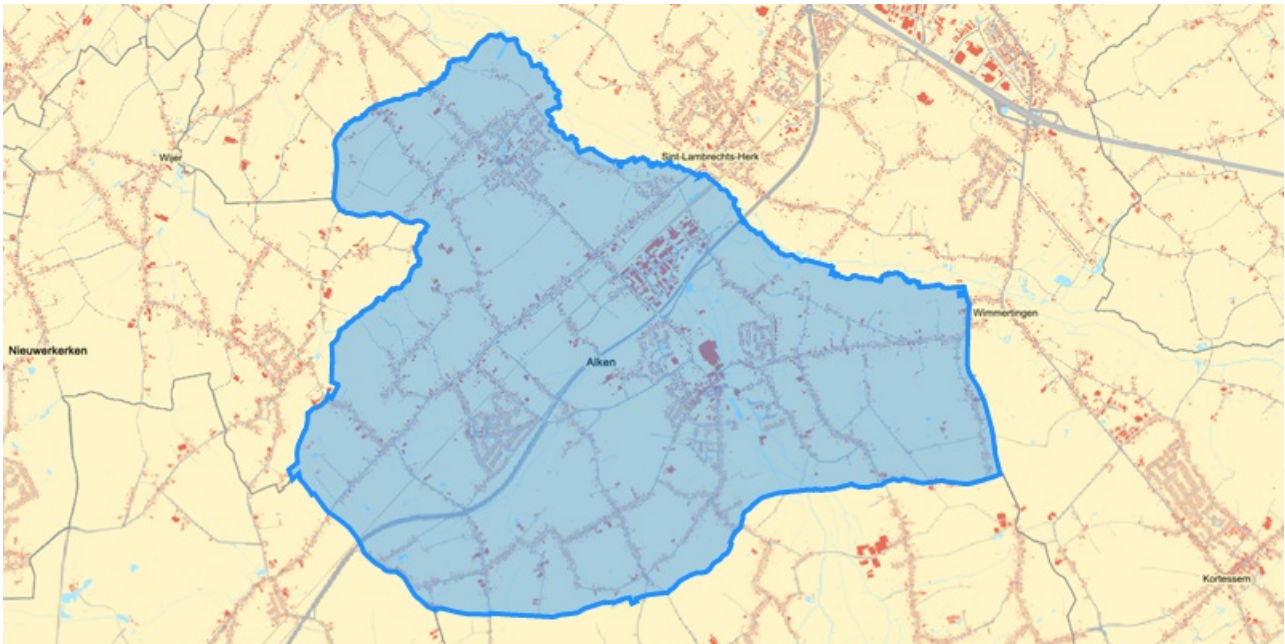 Sint-Lambrechts-Herk
Wijer
Wimmertingen
Nieuwerkerken
Alken
Kortessem